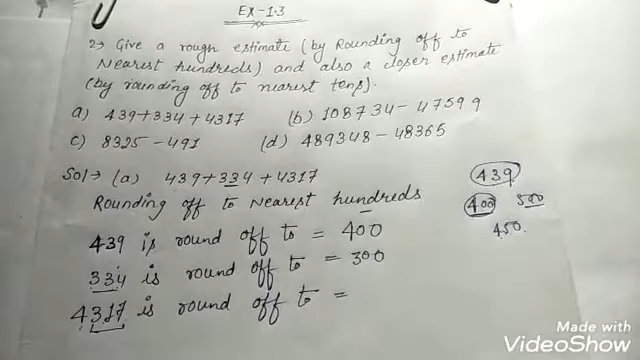 Ex-1.3
2→ Give a rough estimate (by Rounding off to
Nearest hundreds) and also a closer estimate
(by rounding off to nearest tens).
a) 439+334+4317 (b) 108734-47599
c) 8325-491 (d) 489348-48365
Sol→ (a) 439+334+4317
Rounding off to Nearest hundreds
439 is round off to = 400
334 is round off to = 300
4317 is round off to =
439
400 500
450.
Made with
VideoShow